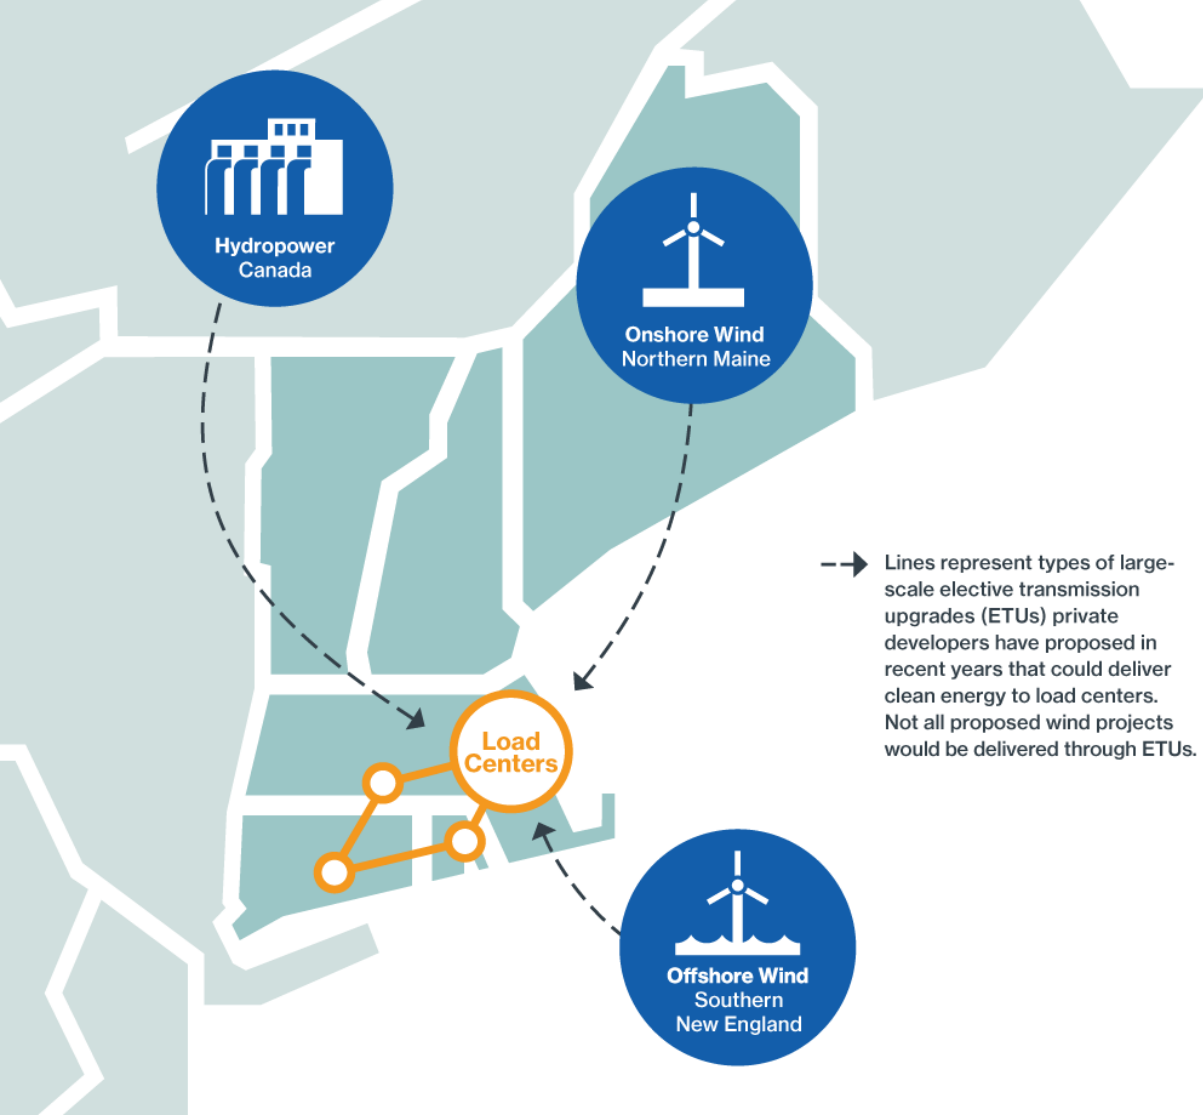 Hydropower
Canada
Onshore Wind
Northern Maine
Lines represent types of large-
scale elective transmission
upgrades (ETUs) private
developers have proposed in
recent years that could deliver
clean energy to load centers.
Not all proposed wind projects
would be delivered through ETUs.
Load
Centers
Offshore Wind
Southern
New England